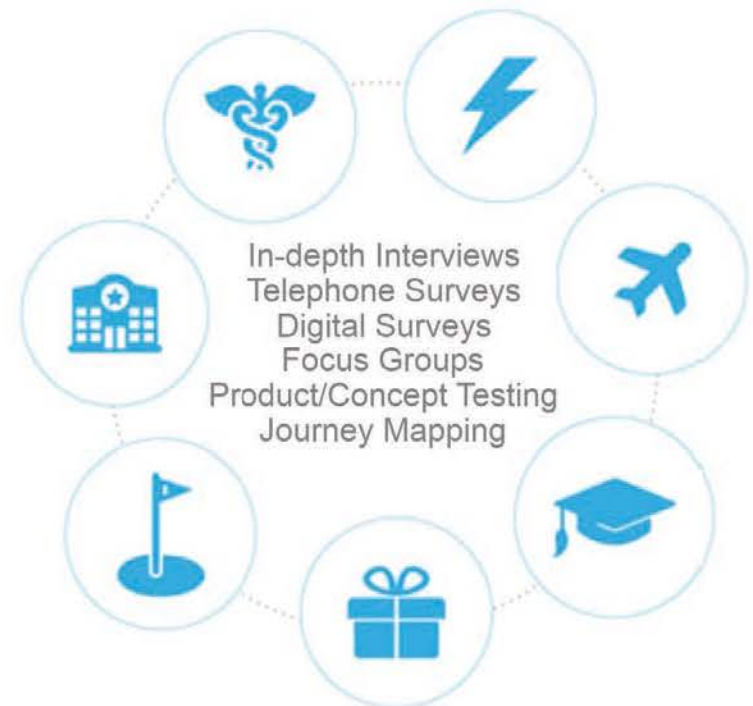 In-depth Interviews
Telephone Surveys
Digital Surveys
Focus Groups
Product/Concept Testing
Journey Mapping